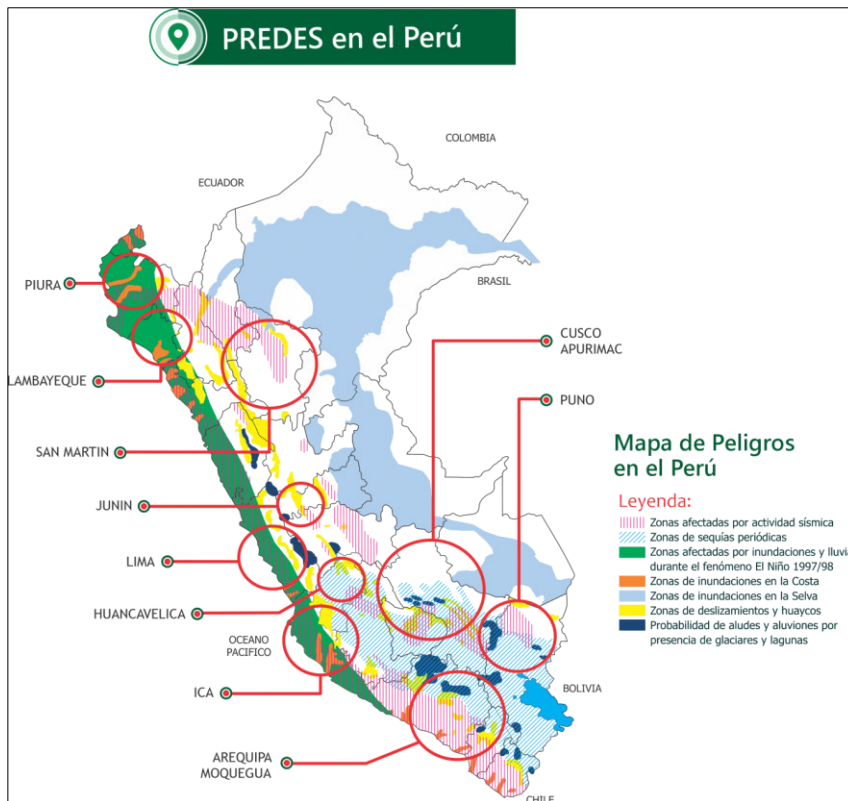 PREDES en el Perú
COLOMBIA
ECUADOR
BRASIL
PIURA
CUSCO
APURIMAC
LAMBAYEQUE
PUNO
SAN MARTIN
Mapa de Peligros
en el Perú
Leyenda:
JUNIN
Zonas afectadas por actividad sísmica
Zonas de sequías periódicas
Zonas afectadas por inundaciones y lluvia
durante el fenómeno El Niño 1997/98
LIMA
Zonas de inundaciones en la Costa
Zonas de inundaciones en la Selva
Zonas de deslizamientos y huaycos
Probabilidad de aludes y aluviones por
presencia de glaciares y lagunas
HUANCAVELICA
OCEANO
PACIFICO
ICA
BOLIVIA
AREQUIPA
MOQUEGUA
CHILE